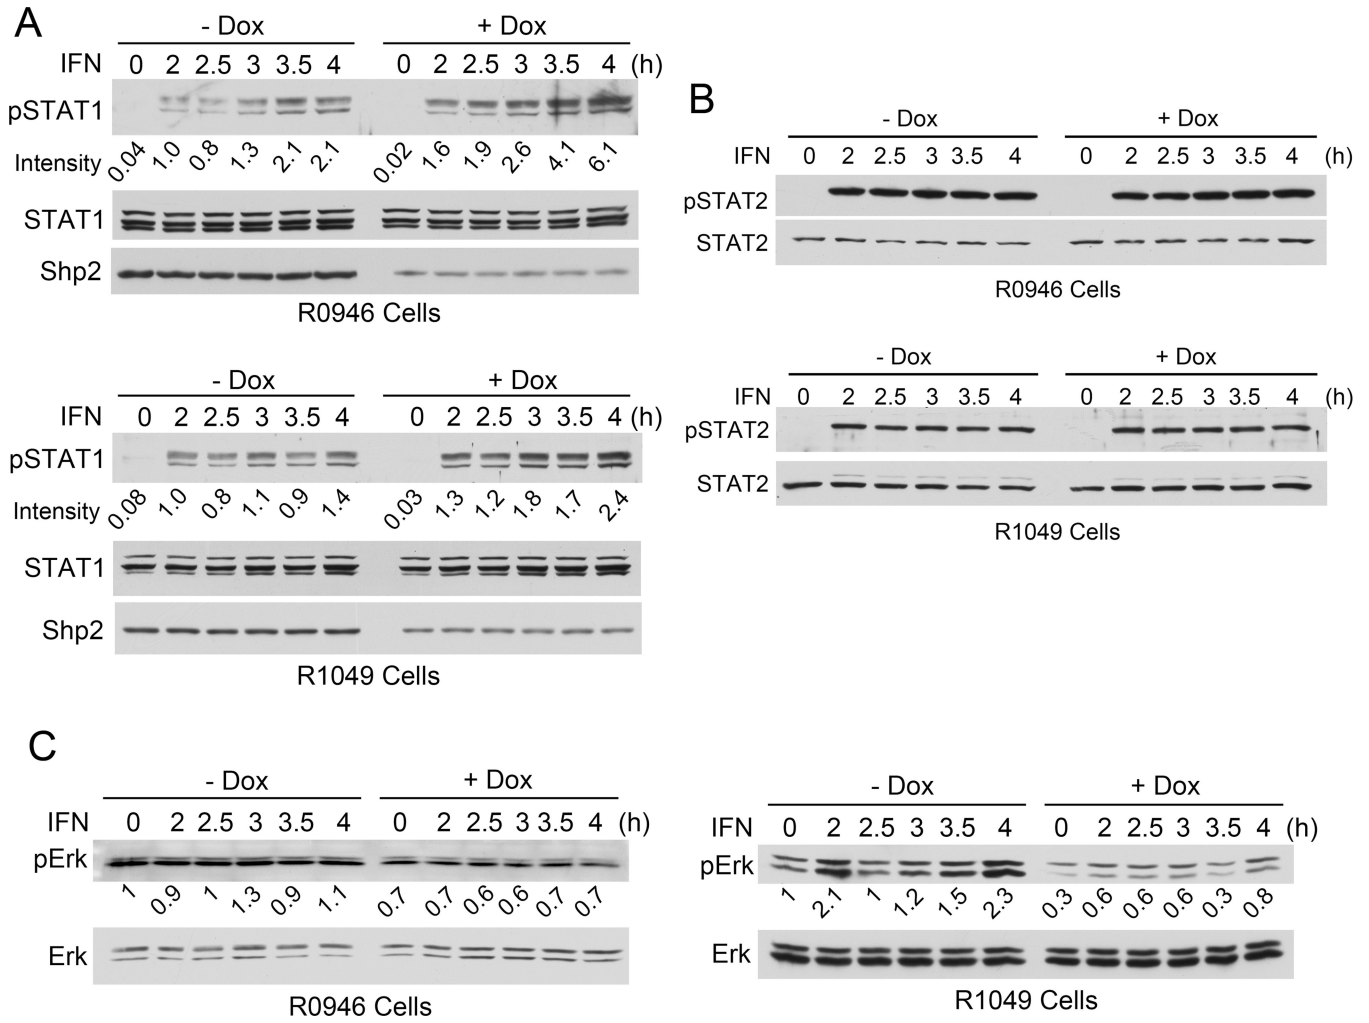 A
- Dox + Dox
IFN 0 2 2.5 3 3.5 4 0 2 2.5 3 3.5 4 (h)
pSTAT1
Intensity 0.04 1.0 0.8 1.3 2.1 2.1 0.02 1.6 1.9 2.6 4.1 6.1
STAT1
Shp2
R0946 Cells
- Dox + Dox
IFN 0 2 2.5 3 3.5 4 0 2 2.5 3 3.5 4 (h)
pSTAT1
Intensity 0.08 1.0 0.8 1.1 0.9 1.4 0.03 1.3 1.2 1.8 1.7 2.4
STAT1
Shp2
R1049 Cells
B
- Dox + Dox
IFN 0 2 2.5 3 3.5 4 0 2 2.5 3 3.5 4 (h)
pSTAT2
STAT2
R0946 Cells
- Dox + Dox
IFN 0 2 2.5 3 3.5 4 0 2 2.5 3 3.5 4 (h)
pSTAT2
STAT2
R1049 Cells
C
- Dox + Dox
IFN 0 2 2.5 3 3.5 4 0 2 2.5 3 3.5 4 (h)
pErk
1 0.9 1 1.3 0.9 1.1 0.7 0.7 0.6 0.6 0.7 0.7
Erk
R0946 Cells
- Dox + Dox
IFN 0 2 2.5 3 3.5 4 0 2 2.5 3 3.5 4 (h)
pErk
1 2.1 1 1.2 1.5 2.3 0.3 0.6 0.6 0.6 0.3 0.8
Erk
R1049 Cells